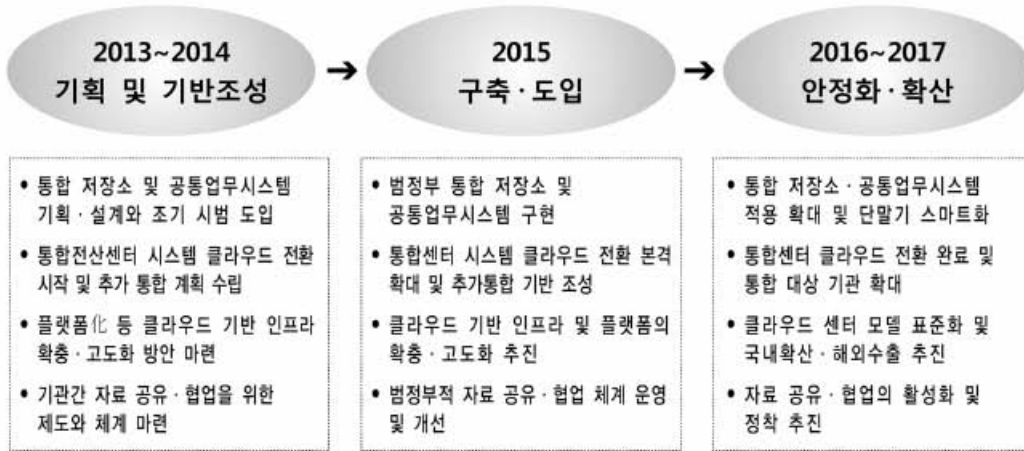 2013~2014
기획 및 기반조성
➔
2015
구축·도입
➔
2016~2017
안정화·확산
• 통합 저장소 및 공통업무시스템
기획·설계와 조기 시범 도입
• 통합전산센터 시스템 클라우드 전환
시작 및 추가 통합 계획 수립
• 플랫폼化 등 클라우드 기반 인프라
확충·고도화 방안 마련
• 기관간 자료 공유·협업을 위한
제도와 체계 마련
• 범정부 통합 저장소 및
공통업무시스템 구현
• 통합센터 시스템 클라우드 전환 본격
확대 및 추가통합 기반 조성
• 클라우드 기반 인프라 및 플랫폼의
확충·고도화 추진
• 범정부적 자료 공유·협업 체계 운영
및 개선
• 통합 저장소·공통업무시스템
적용 확대 및 단말기 스마트화
• 통합센터 클라우드 전환 완료 및
통합 대상 기관 확대
• 클라우드 센터 모델 표준화 및
국내확산·해외수출 추진
• 자료 공유·협업의 활성화 및
정착 추진